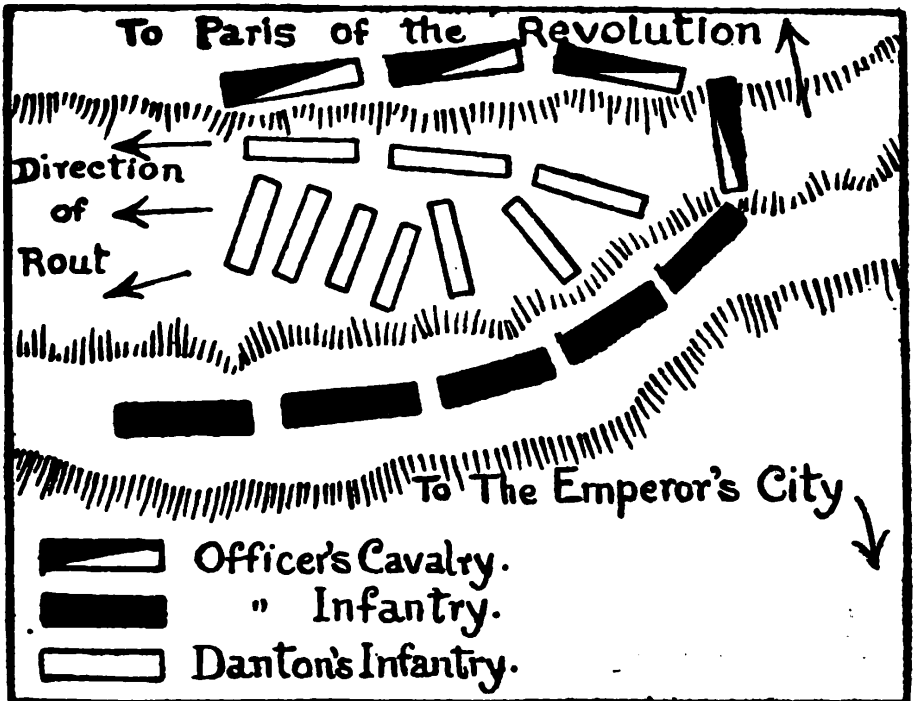 To Paris of the Revolution
Direction
of
Rout
To The Emperor's City
Officer's Cavalry.
" Infantry.
Danton's Infantry.